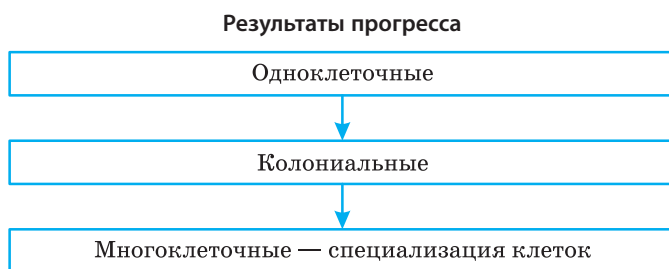 Результаты прогресса
Одноклеточные
Колониальные
Многоклеточные — специализация клеток